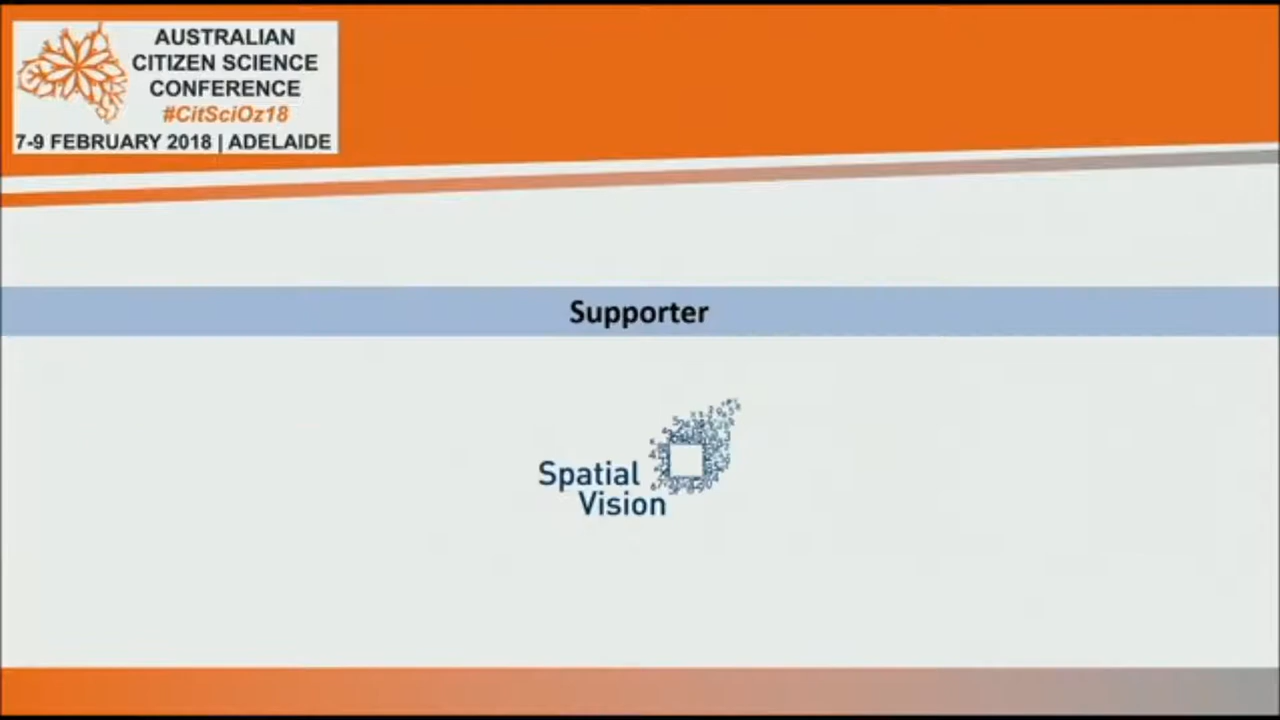 AUSTRALIAN
CITIZEN SCIENCE
CONFERENCE
#CitSciOz18
7-9 FEBRUARY 2018 | ADELAIDE
Supporter
Spatial
Vision